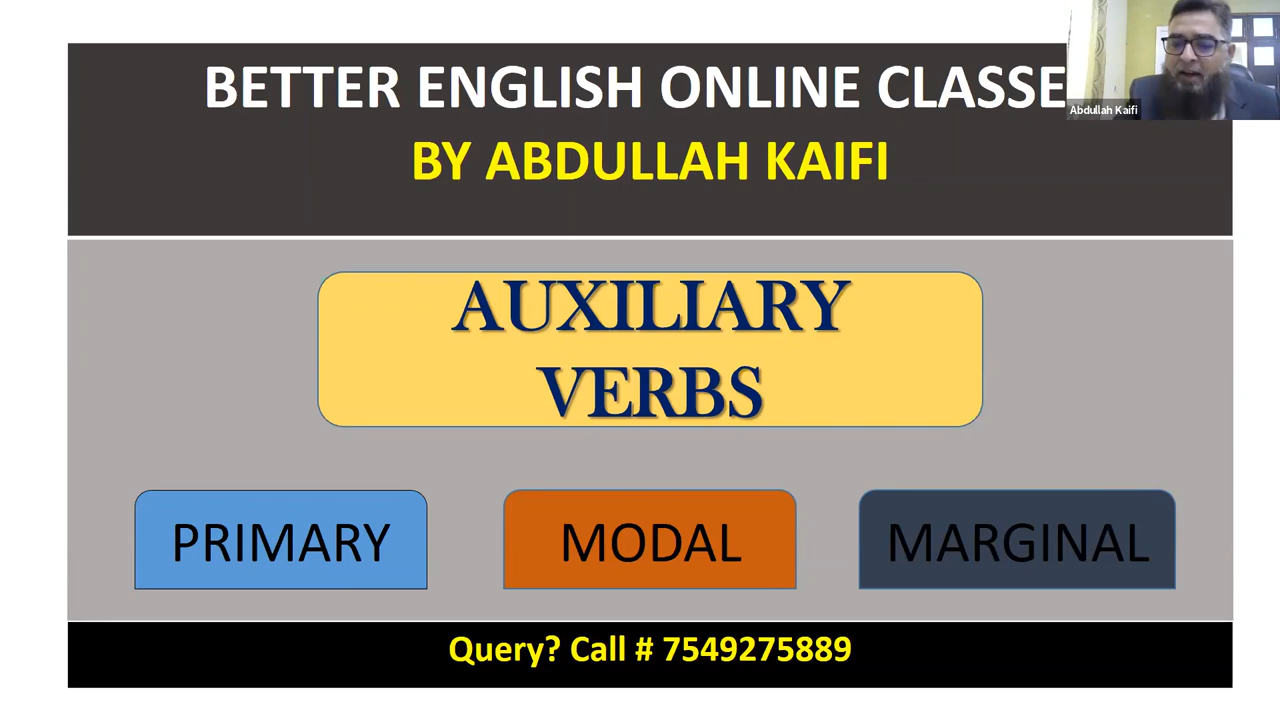 BETTER ENGLISH ONLINE CLASSE
Abdullah Kaifi
BY ABDULLAH KAIFI
AUXILIARY
VERBS
PRIMARY
MODAL
MARGINAL
Query? Call # 7549275889